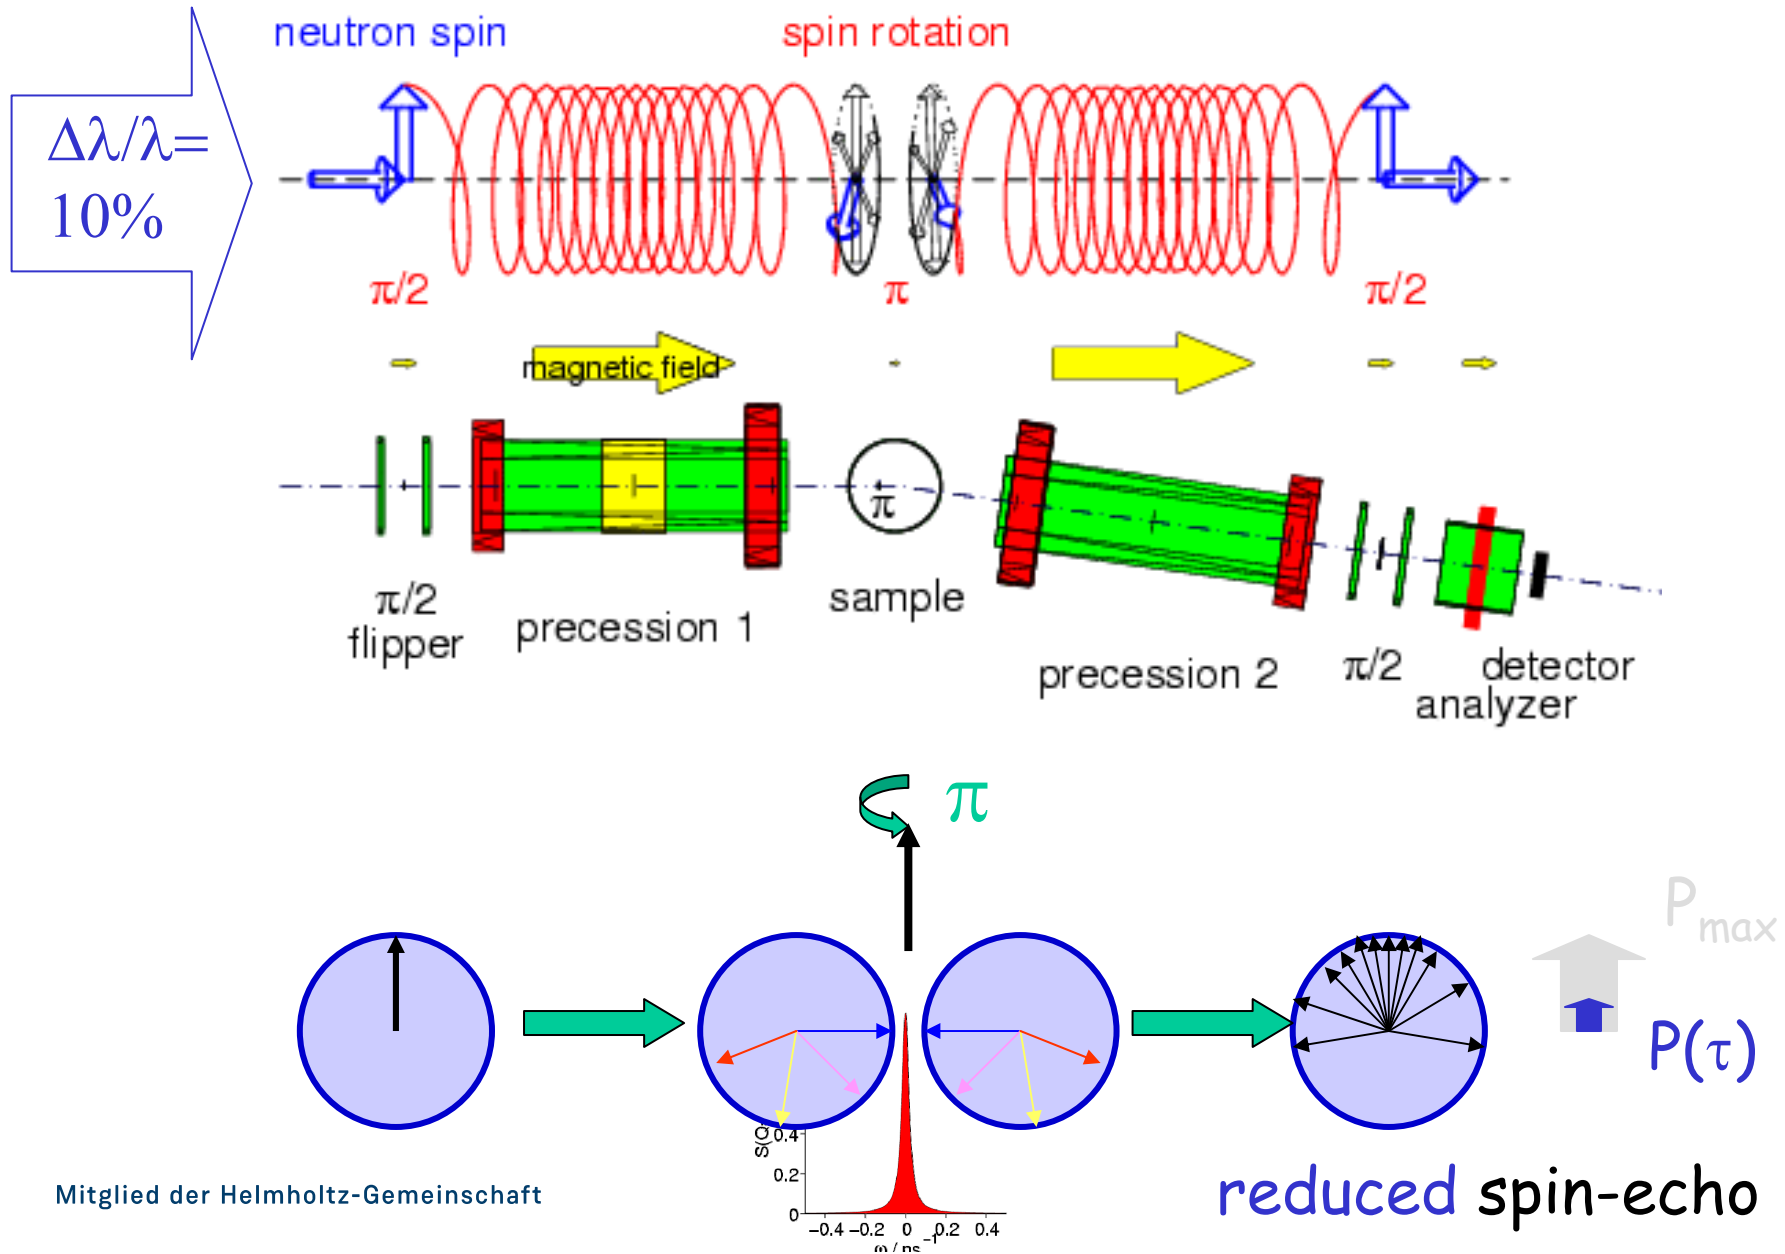 neutron spin
spin rotation
Δλ/λ=
10%
π/2
π
π/2
magnetic field
π
π/2
flipper
precession 1
sample
precession 2
π/2
detector
analyzer
π
P max
P(τ)
S(Q
0.4
0.2
0
−0.4 −0.2 0 0.2 0.4
ω / ns −1
reduced spin-echo
Mitglied der Helmholtz-Gemeinschaft